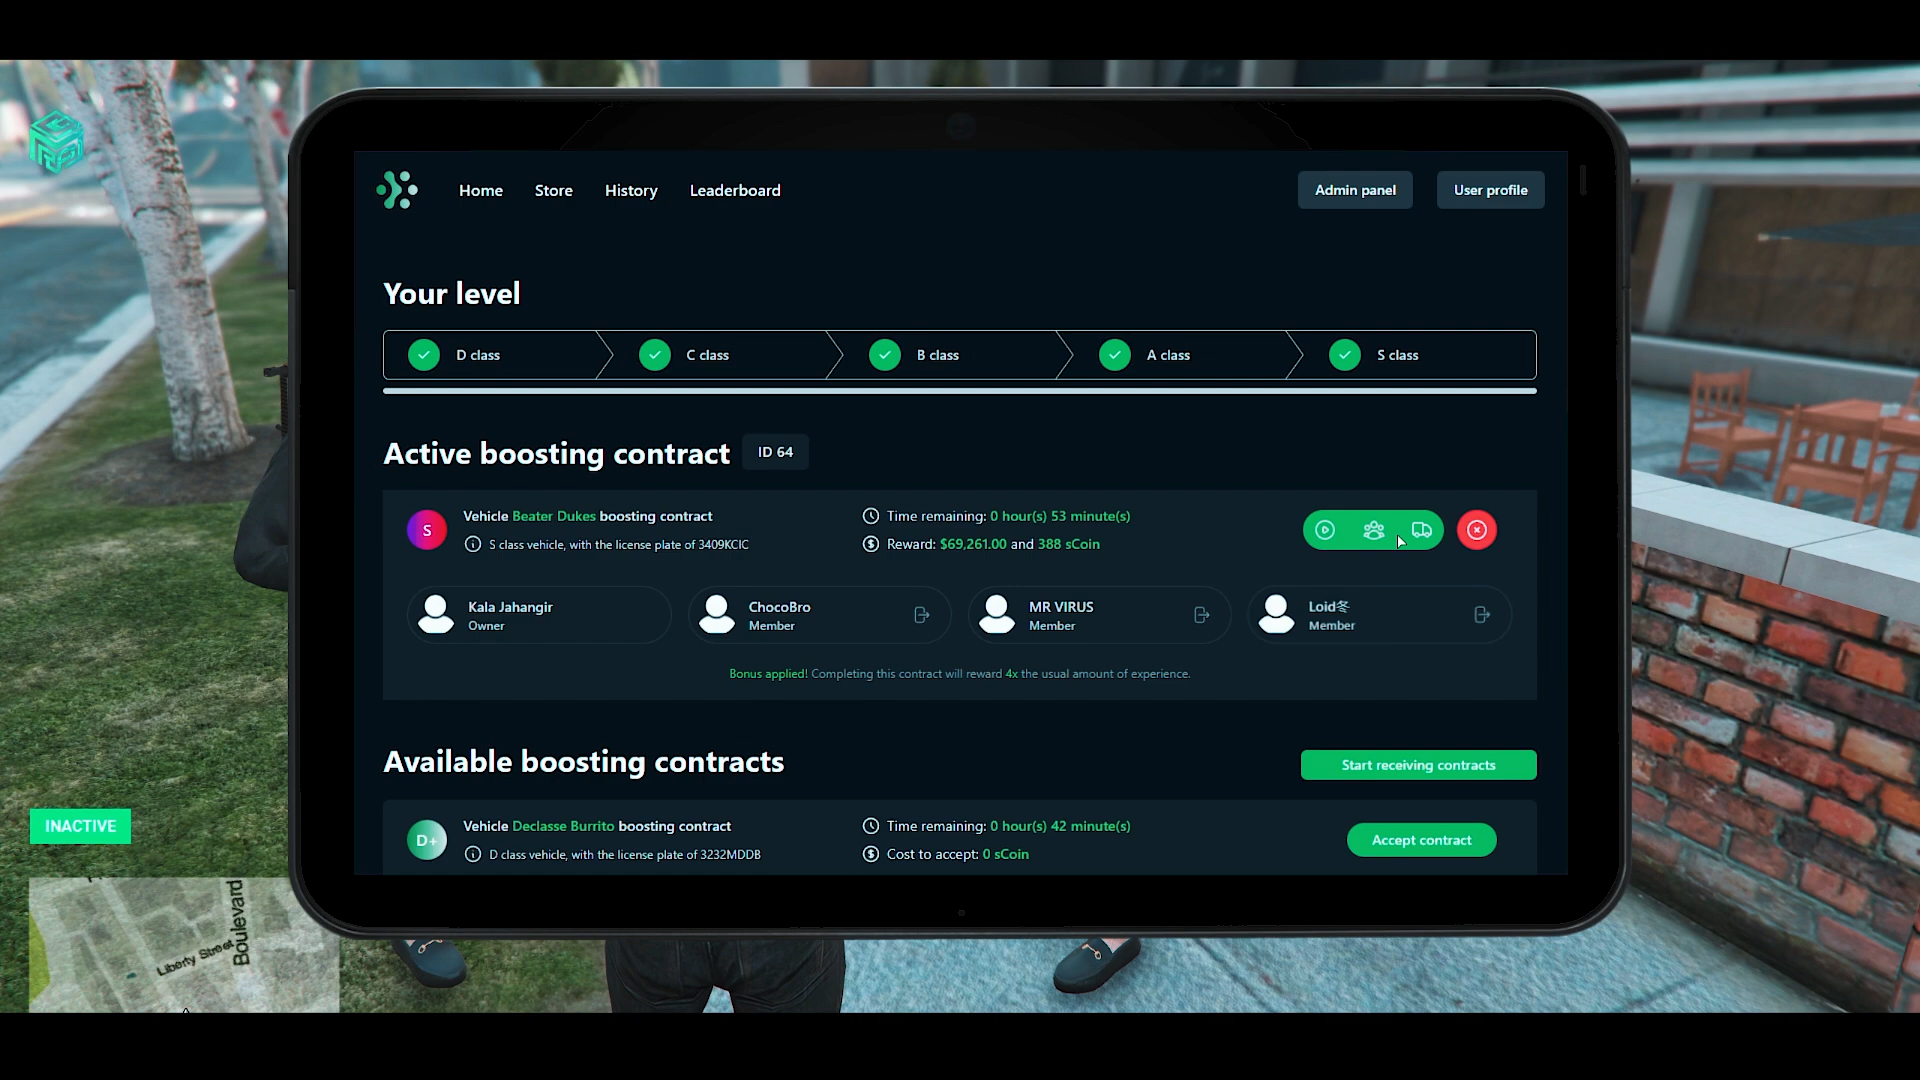 Home Store History Leaderboard Admin panel User profile
Your level
D class C class B class A class S class
Active boosting contract ID 64
S Vehicle Beater Dukes boosting contract Time remaining: 0 hour(s) 53 minute(s)
S class vehicle, with the license plate of 3409KCIC Reward: $69,261.00 and 388 sCoin
Kala Jahangir ChocoBro MR VIRUS Loid冬
Owner Member Member Member
Bonus applied! Completing this contract will reward 4x the usual amount of experience.
Available boosting contracts Start receiving contracts
D+ Vehicle Declasse Burrito boosting contract Time remaining: 0 hour(s) 42 minute(s) Accept contract
D class vehicle, with the license plate of 3232MDDB Cost to accept: 0 sCoin
INACTIVE
Liberty Street
Boulevard